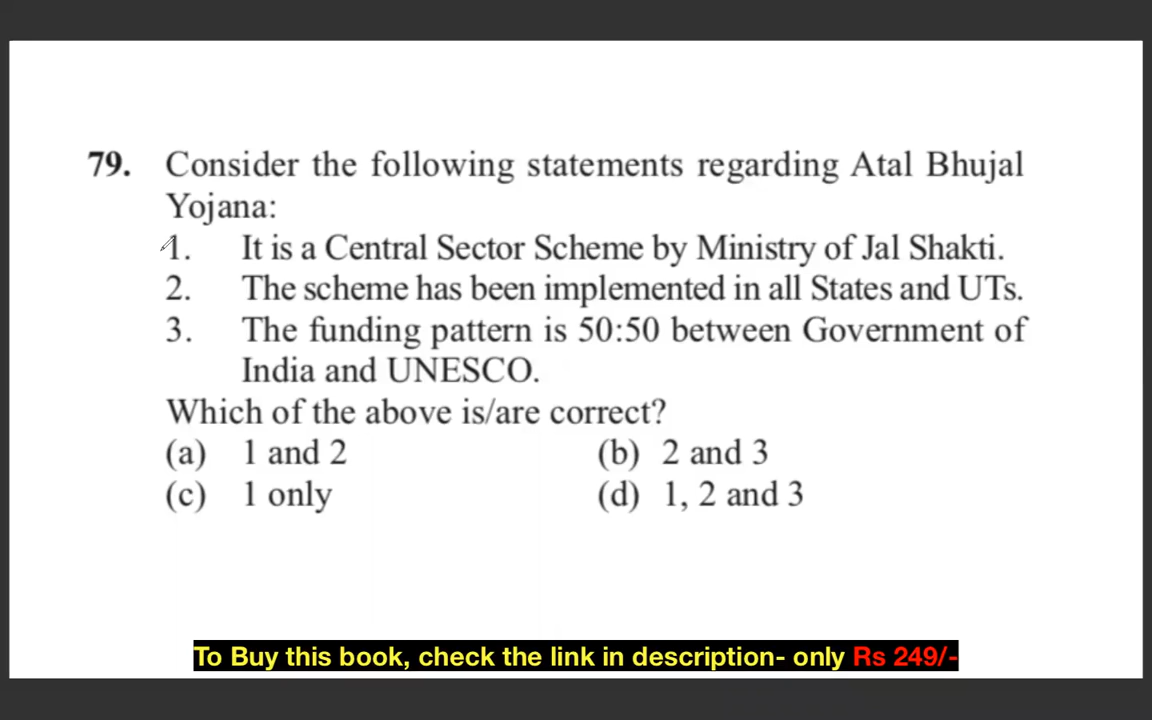 79. Consider the following statements regarding Atal Bhujal
Yojana:
1. It is a Central Sector Scheme by Ministry of Jal Shakti.
2. The scheme has been implemented in all States and UTs.
3. The funding pattern is 50:50 between Government of
India and UNESCO.
Which of the above is/are correct?
(a) 1 and 2 (b) 2 and 3
(c) 1 only (d) 1, 2 and 3
To Buy this book, check the link in description- only Rs 249/-